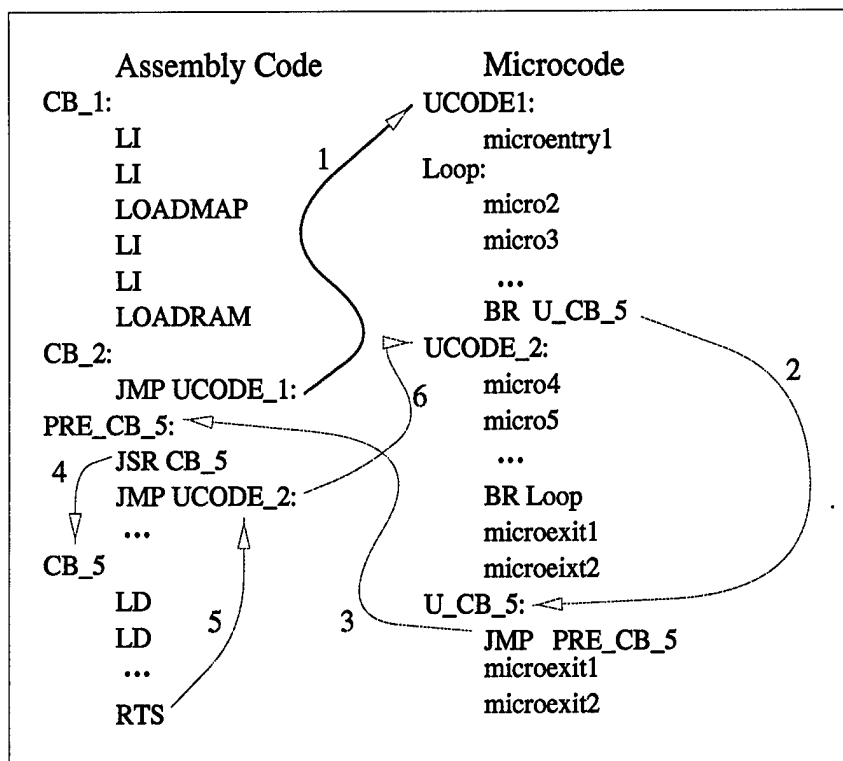 Assembly Code
CB_1:
LI
LI
LOADMAP
LI
LI
LOADRAM
CB_2:
JMP UCODE_1:
PRE_CB_5:
JSR CB_5
JMP UCODE_2:
...
CB_5
LD
LD
...
RTS
Microcode
UCODE1:
microentry1
Loop:
micro2
micro3
...
BR U_CB_5
UCODE_2:
micro4
micro5
...
BR Loop
microexit1
microeixt2
U_CB_5:
JMP PRE_CB_5
microexit1
microexit2
1
2
3
4
5
6